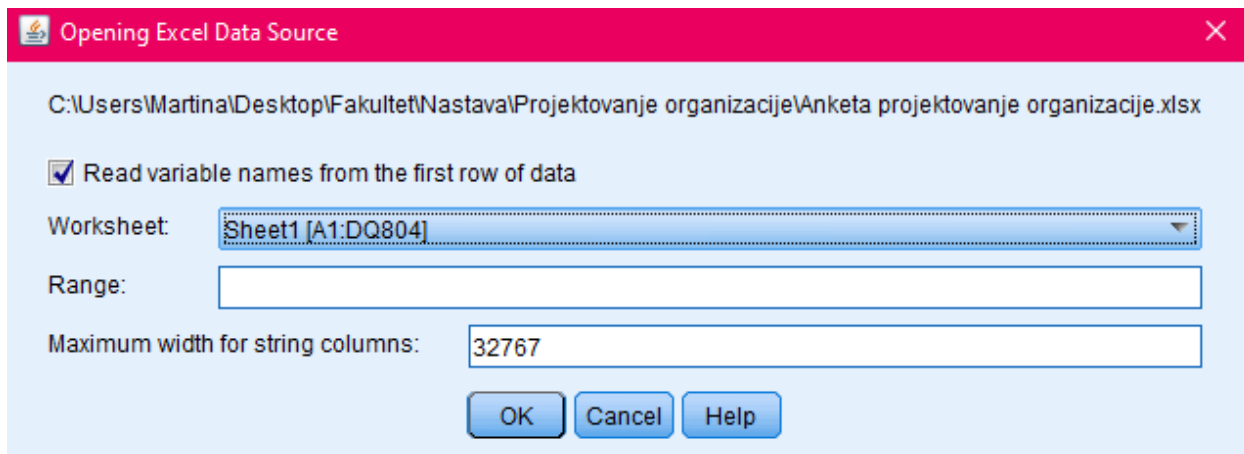 Opening Excel Data Source
C:\Users\Martina\Desktop\Fakultet\Nastava\Projektovanje organizacije\Anketa projektovanje organizacije.xlsx
Read variable names from the first row of data
Worksheet: Sheet1 [A1:DQ804]
Range:
Maximum width for string columns: 32767
OK Cancel Help